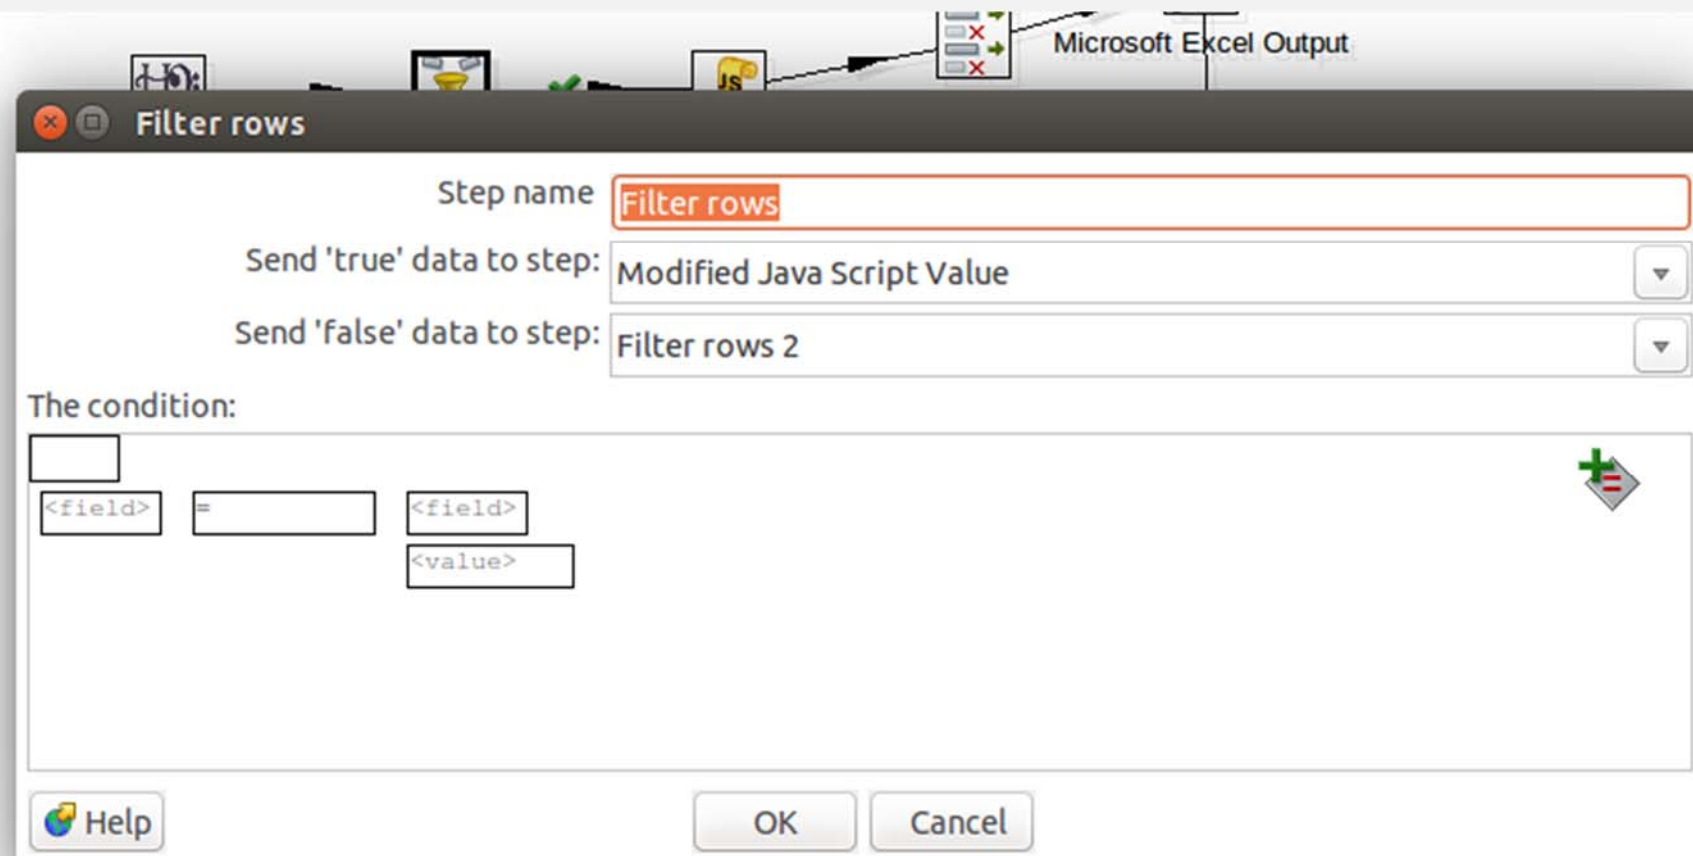 Microsoft Excel Output
JS
Filter rows
Step name Filter rows
Send 'true' data to step: Modified Java Script Value
Send 'false' data to step: Filter rows 2
The condition:
<field> = <field>
<value>
Help OK Cancel